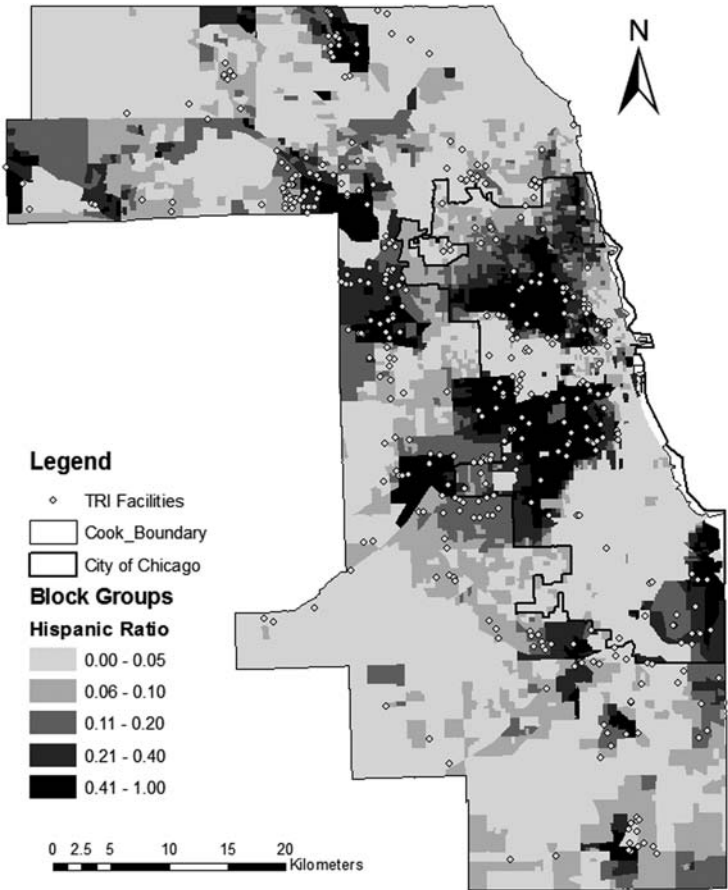 N
Legend
TRI Facilities
Cook_Boundary
City of Chicago
Block Groups
Hispanic Ratio
0.00 - 0.05
0.06 - 0.10
0.11 - 0.20
0.21 - 0.40
0.41 - 1.00
0 2.5 5 10 15 20
Kilometers